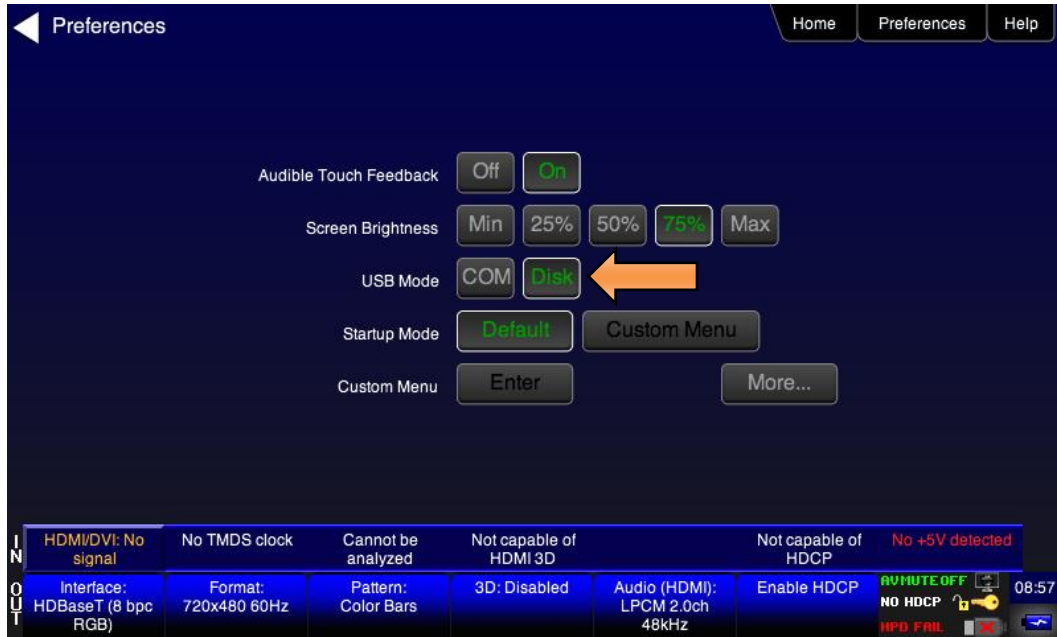 Preferences
Home Preferences Help
Audible Touch Feedback Off On
Screen Brightness Min 25% 50% 75% Max
USB Mode COM Disk
Startup Mode Default Custom Menu
Custom Menu Enter More...
IN
HDMI/DVI: No
signal
No TMDS clock
Cannot be
analyzed
Not capable of
HDMI 3D
Not capable of
HDCP
No +5V detected
OUT
Interface:
HDBaseT (8 bpc
RGB)
Format:
720x480 60Hz
Pattern:
Color Bars
3D: Disabled
Audio (HDMI):
LPCM 2.0ch
48kHz
Enable HDCP
AVMUTE OFF
NO HDCP
HPD FAIL
08:57